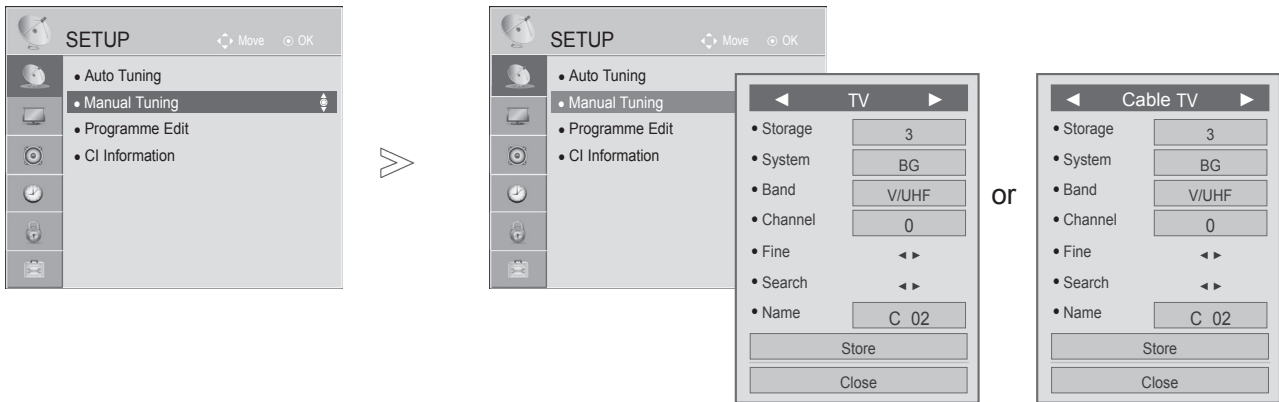 SETUP Move OK
• Auto Tuning
• Manual Tuning
• Programme Edit
• CI Information
SETUP Move OK
• Auto Tuning
• Manual Tuning
• Programme Edit
• CI Information
◄ TV ►
• Storage 3
• System BG
• Band V/UHF
• Channel 0
• Fine ◄ ►
• Search ◄ ►
• Name C 02
Store
Close
or
◄ Cable TV ►
• Storage 3
• System BG
• Band V/UHF
• Channel 0
• Fine ◄ ►
• Search ◄ ►
• Name C 02
Store
Close